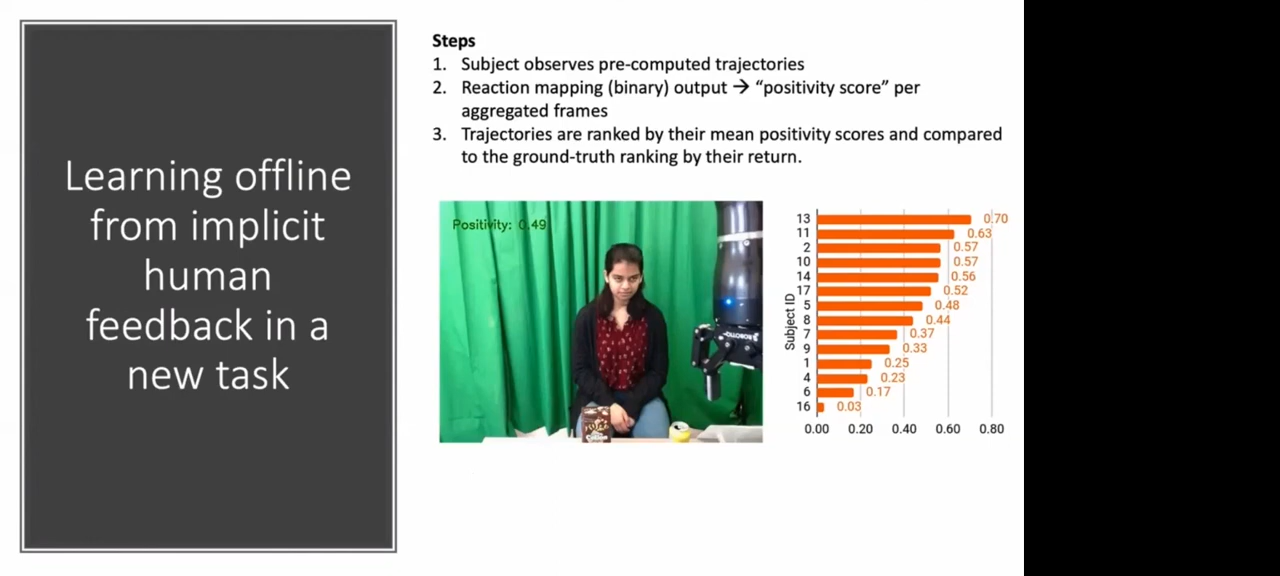 Learning offline
from implicit
human
feedback in a
new task
Steps
1. Subject observes pre-computed trajectories
2. Reaction mapping (binary) output → “positivity score” per
aggregated frames
3. Trajectories are ranked by their mean positivity scores and compared
to the ground-truth ranking by their return.
Positivity: 0.49
Subject ID
13 0.70
11 0.63
2 0.57
10 0.57
14 0.56
17 0.52
5 0.48
8 0.44
7 0.37
9 0.33
1 0.25
4 0.23
6 0.17
16 0.03
0.00 0.20 0.40 0.60 0.80